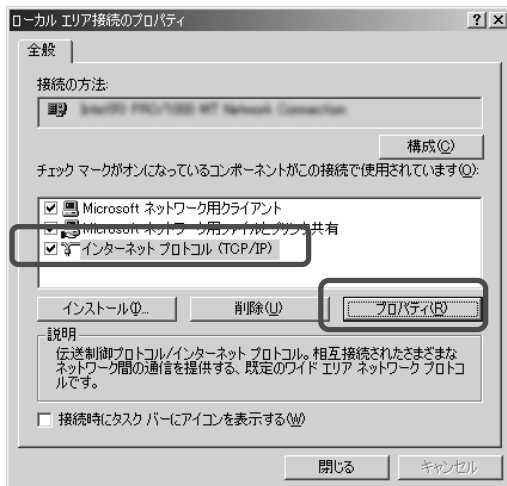 ローカル エリア接続のプロパティ
全般
接続の方法:
構成(C)
チェック マークがオンになっているコンポーネントがこの接続で使用されています(O):
Microsoft ネットワーク用クライアント
Microsoft ネットワーク用ファイルとプリンタ共有
インターネット プロトコル (TCP/IP)
インストール(I)... 削除(U) プロパティ(R)
説明
伝送制御プロトコル/インターネット プロトコル。相互接続されたさまざまな
ネットワーク間の通信を提供する、既定のワイド エリア ネットワーク プロトコ
ルです。
接続時にタスク バーにアイコンを表示する(W)
閉じる キャンセル